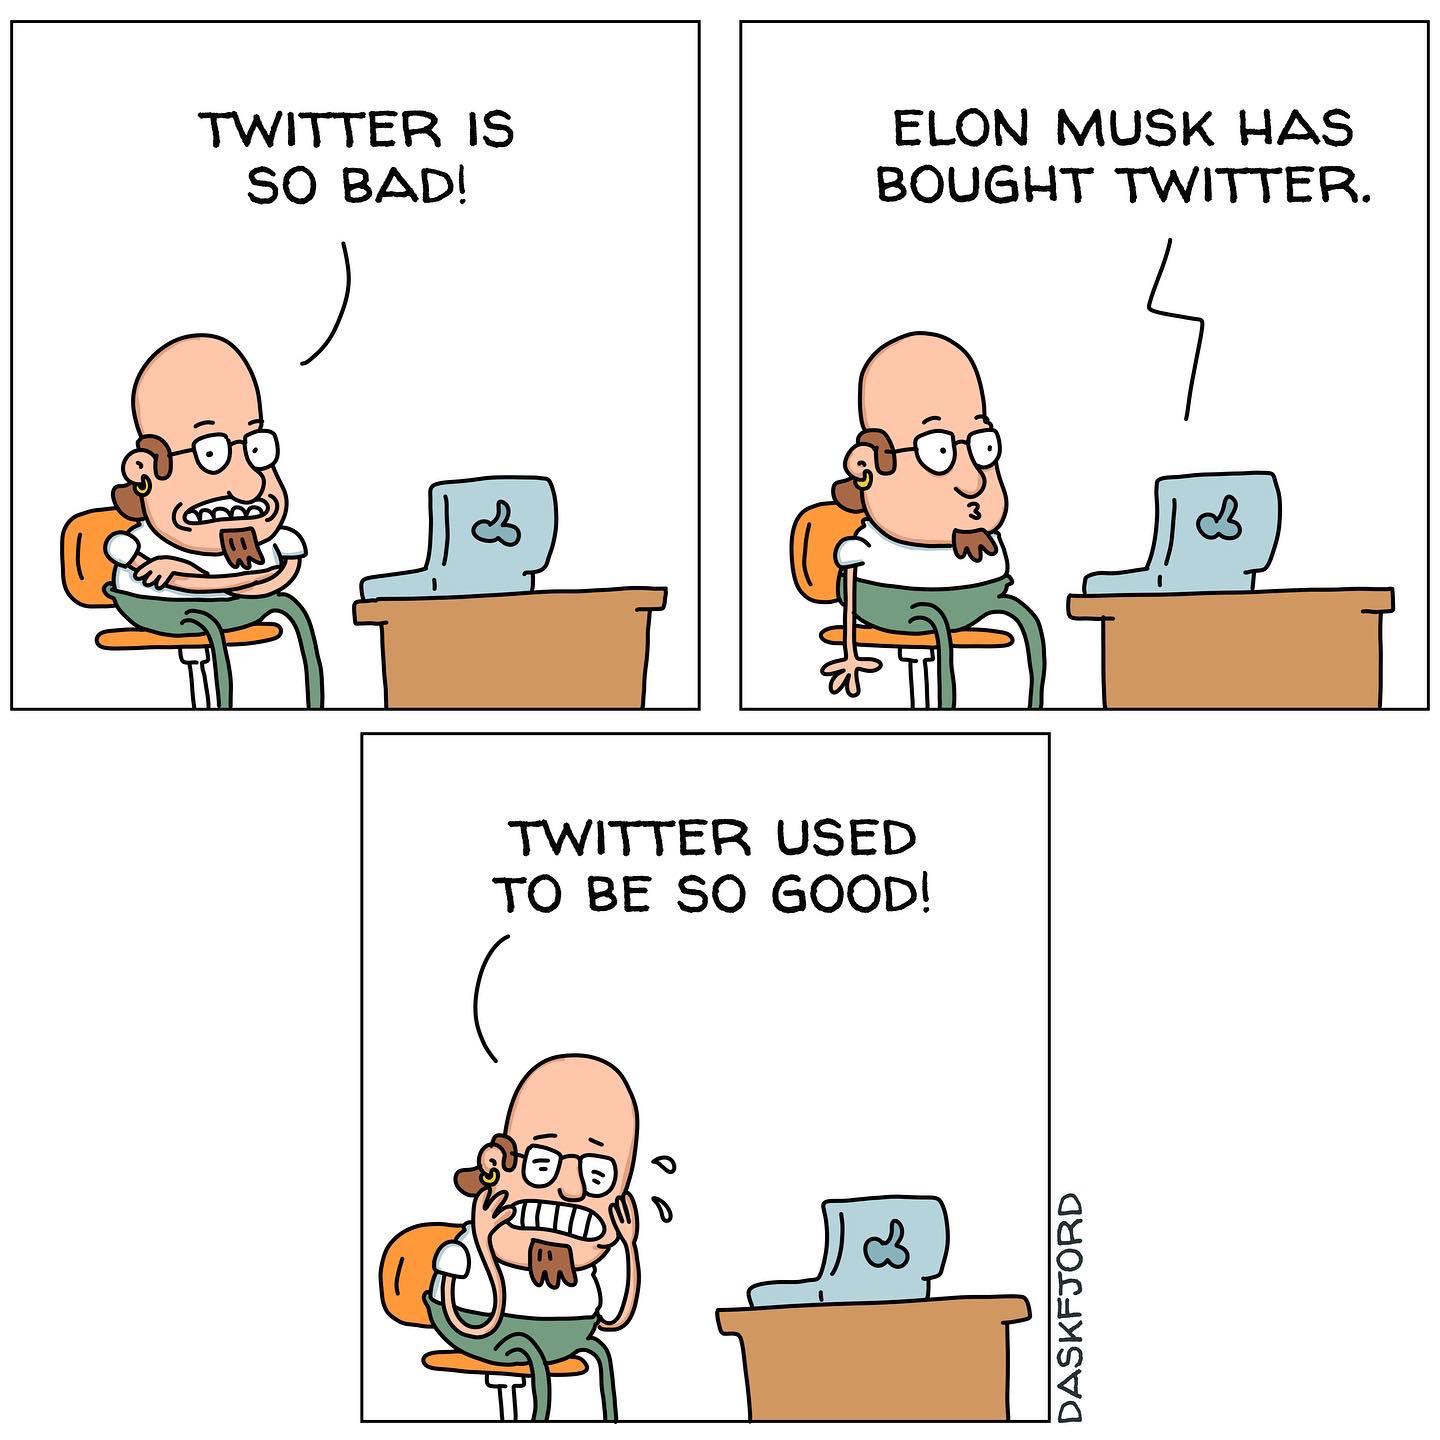 TWITTER IS
SO BAD!
ELON MUSK HAS
BOUGHT TWITTER.
TWITTER USED
TO BE SO GOOD!
DASKFJORD